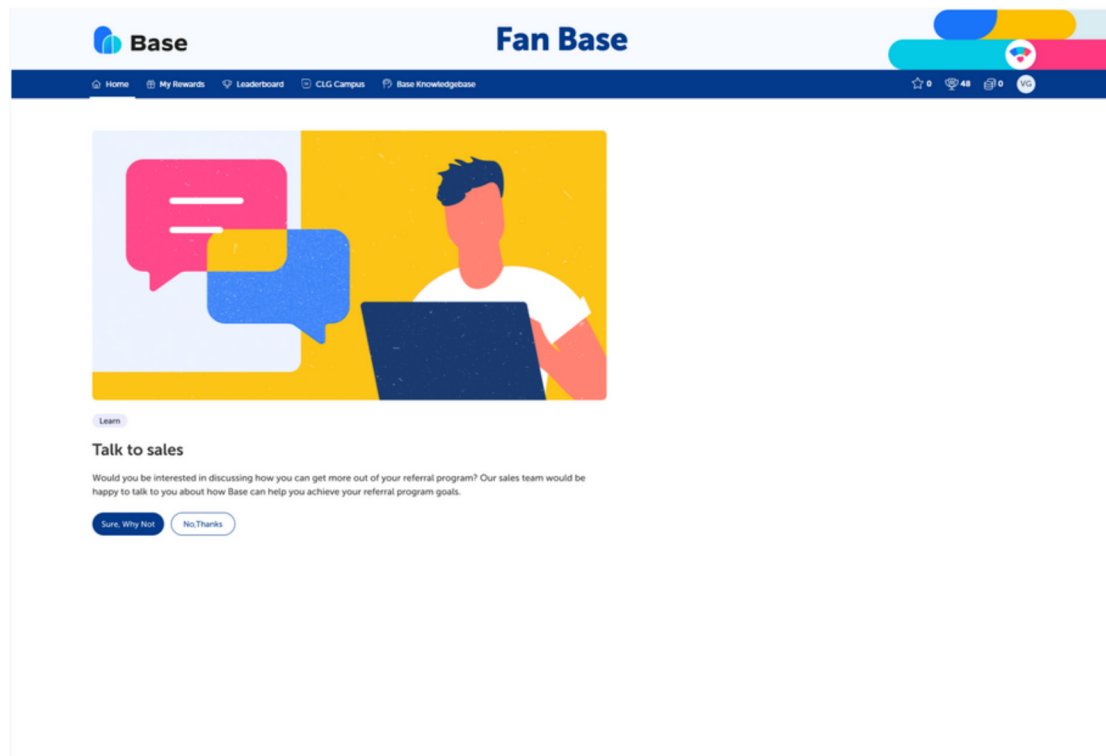 Base
Fan Base
Home My Rewards Leaderboard CLG Campus Base Knowledgebase 0 48 0 VG
Learn
Talk to sales
Would you be interested in discussing how you can get more out of your referral program? Our sales team would be
happy to talk to you about how Base can help you achieve your referral program goals.
Sure, Why Not No,Thanks